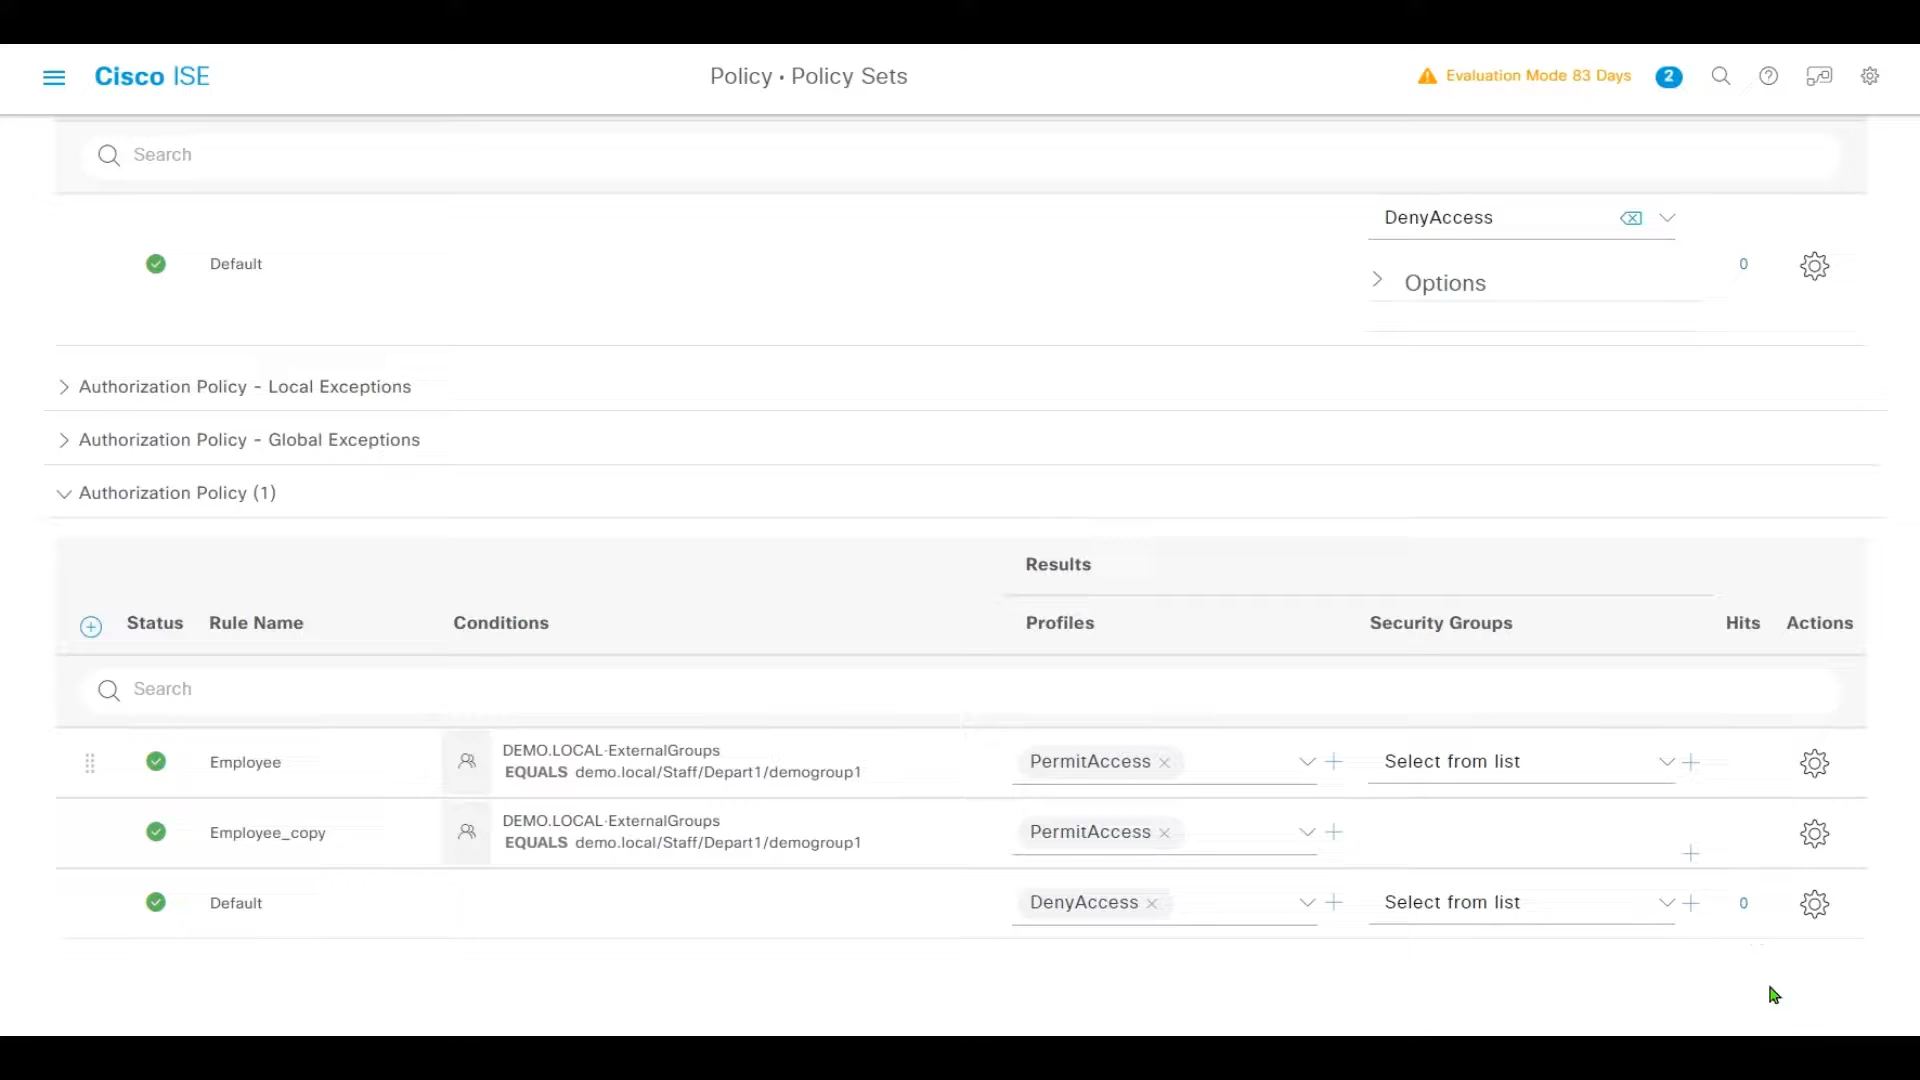 Cisco ISE
Policy • Policy Sets
Evaluation Mode 83 Days
2
Search
Default
DenyAccess
Options
0
Authorization Policy - Local Exceptions
Authorization Policy - Global Exceptions
Authorization Policy (1)
Results
Status
Rule Name
Conditions
Profiles
Security Groups
Hits
Actions
Search
Employee
DEMO.LOCAL·ExternalGroups
EQUALS demo.local/Staff/Depart1/demogroup1
PermitAccess
Select from list
Employee_copy
DEMO.LOCAL·ExternalGroups
EQUALS demo.local/Staff/Depart1/demogroup1
PermitAccess
Default
DenyAccess
Select from list
0